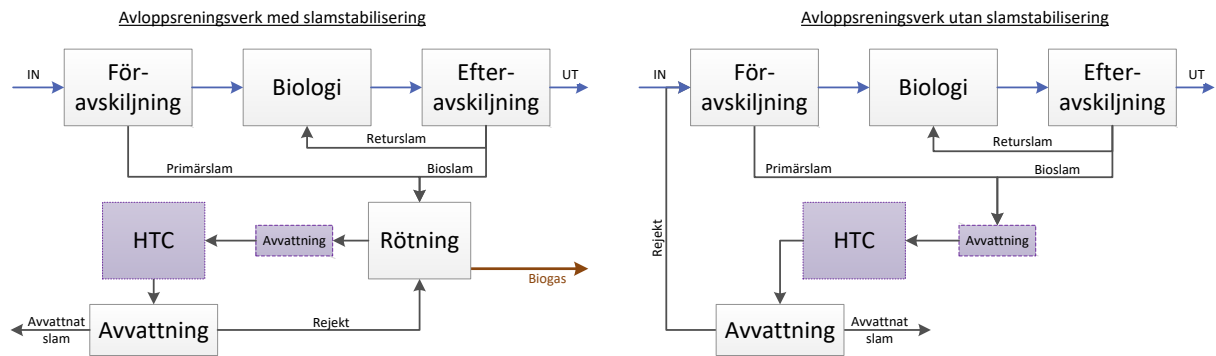 Avloppsreningsverk med slamstabilisering
IN
För-
avskiljning
Biologi
Efter-
avskiljning
UT
Returslam
Primärslam
Bioslam
HTC
Avvattning
Rötning
Biogas
Avvattnat
slam
Avvattning
Rejekt
Avloppsreningsverk utan slamstabilisering
IN
För-
avskiljning
Biologi
Efter-
avskiljning
UT
Returslam
Primärslam
Bioslam
Rejekt
HTC
Avvattning
Avvattning
Avvattnat
slam